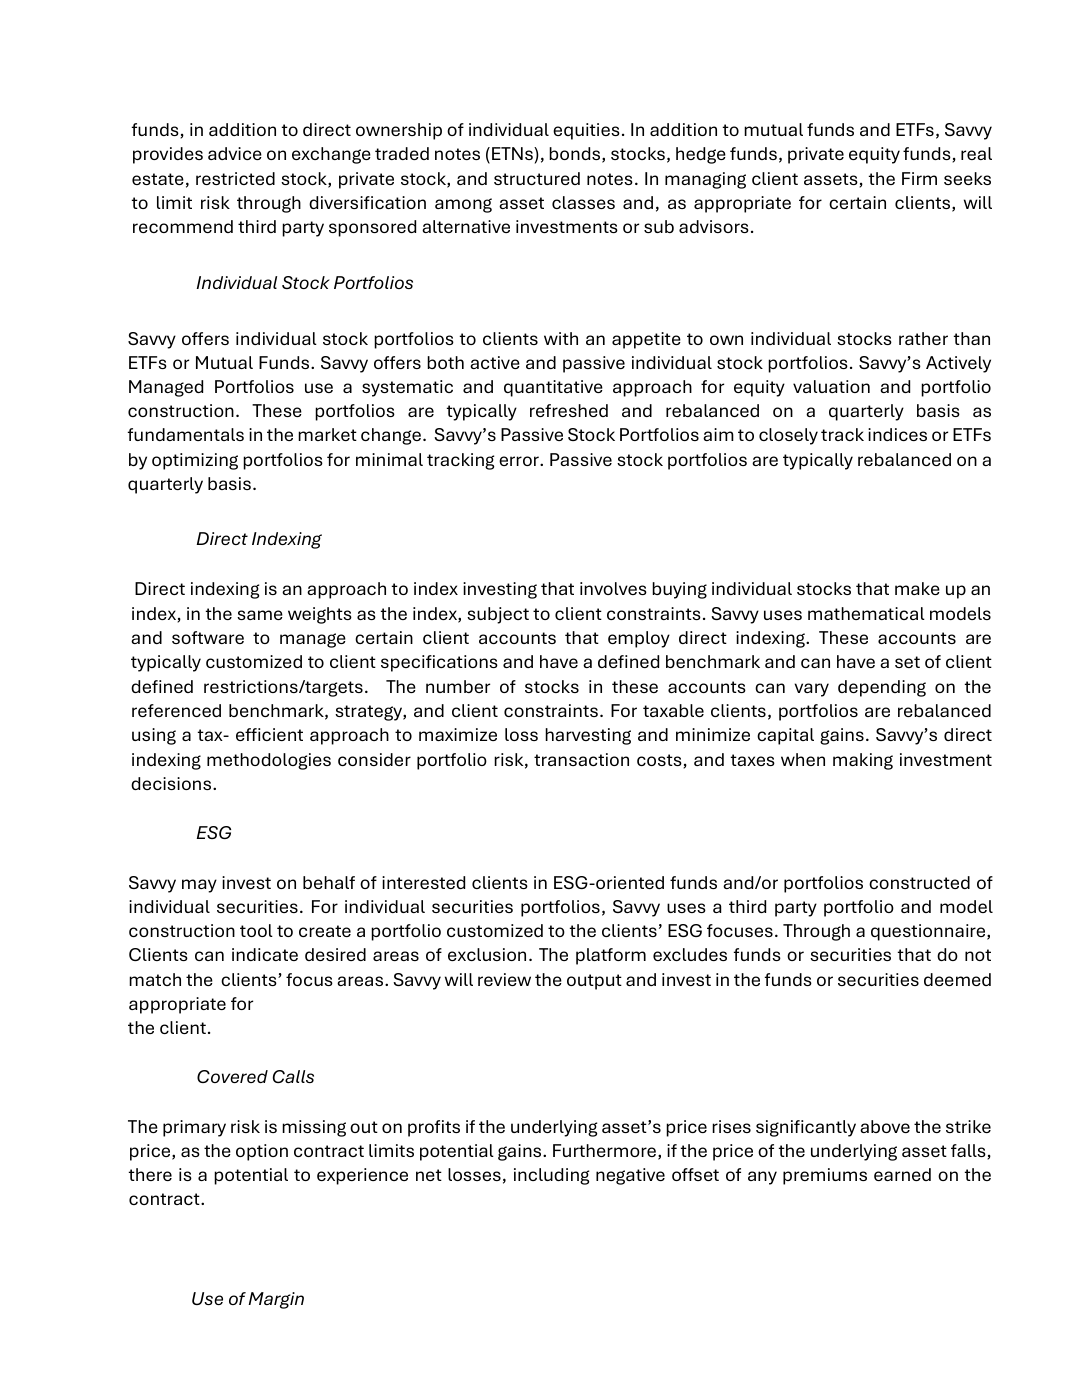 funds, in addition to direct ownership of individual equities. In addition to mutual funds and ETFs, Savvy
provides advice on exchange traded notes (ETNs), bonds, stocks, hedge funds, private equity funds, real
estate, restricted stock, private stock, and structured notes. In managing client assets, the Firm seeks
to limit risk through diversification among asset classes and, as appropriate for certain clients, will
recommend third party sponsored alternative investments or sub advisors.
Individual Stock Portfolios
Savvy offers individual stock portfolios to clients with an appetite to own individual stocks rather than
ETFs or Mutual Funds. Savvy offers both active and passive individual stock portfolios. Savvy’s Actively
Managed Portfolios use a systematic and quantitative approach for equity valuation and portfolio
construction. These portfolios are typically refreshed and rebalanced on a quarterly basis as
fundamentals in the market change. Savvy’s Passive Stock Portfolios aim to closely track indices or ETFs
by optimizing portfolios for minimal tracking error. Passive stock portfolios are typically rebalanced on a
quarterly basis.
Direct Indexing
Direct indexing is an approach to index investing that involves buying individual stocks that make up an
index, in the same weights as the index, subject to client constraints. Savvy uses mathematical models
and software to manage certain client accounts that employ direct indexing. These accounts are
typically customized to client specifications and have a defined benchmark and can have a set of client
defined restrictions/targets. The number of stocks in these accounts can vary depending on the
referenced benchmark, strategy, and client constraints. For taxable clients, portfolios are rebalanced
using a tax- efficient approach to maximize loss harvesting and minimize capital gains. Savvy’s direct
indexing methodologies consider portfolio risk, transaction costs, and taxes when making investment
decisions.
ESG
Savvy may invest on behalf of interested clients in ESG-oriented funds and/or portfolios constructed of
individual securities. For individual securities portfolios, Savvy uses a third party portfolio and model
construction tool to create a portfolio customized to the clients’ ESG focuses. Through a questionnaire,
Clients can indicate desired areas of exclusion. The platform excludes funds or securities that do not
match the clients’ focus areas. Savvy will review the output and invest in the funds or securities deemed
appropriate for
the client.
Covered Calls
The primary risk is missing out on profits if the underlying asset’s price rises significantly above the strike
price, as the option contract limits potential gains. Furthermore, if the price of the underlying asset falls,
there is a potential to experience net losses, including negative offset of any premiums earned on the
contract.
Use of Margin